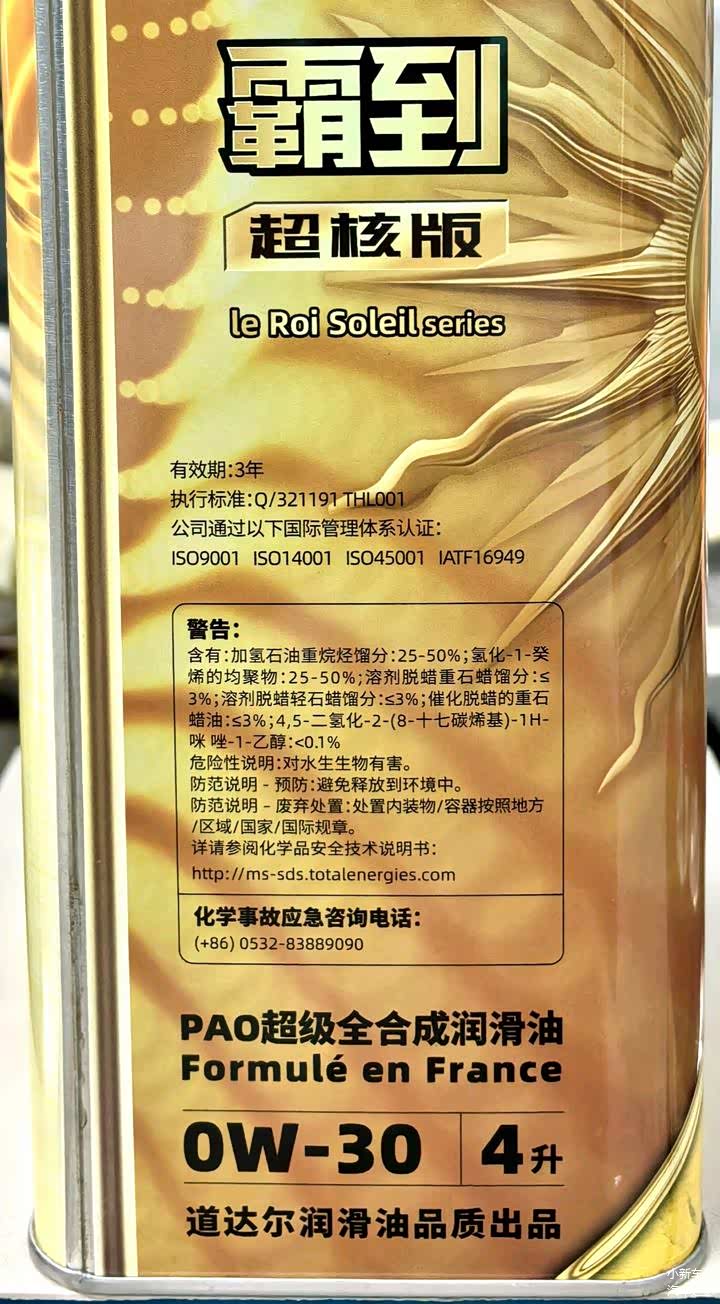 霸到
超核版
le Roi Soleil series
有效期:3年
执行标准:Q/321191 THL001
公司通过以下国际管理体系认证:
ISO9001 ISO14001 ISO45001 IATF16949
警告:
含有:加氢石油重烷烃馏分:25-50%;氢化-1-癸
烯的均聚物:25-50%;溶剂脱蜡重石蜡馏分:≤
3%;溶剂脱蜡轻石蜡馏分:≤3%;催化脱蜡的重石
蜡油:≤3%;4,5-二氢化-2-(8-十七碳烯基)-1H-
咪 唑-1-乙醇:<0.1%
危险性说明:对水生生物有害。
防范说明 - 预防:避免释放到环境中。
防范说明 - 废弃处置:处置内装物/容器按照地方
/区域/国家/国际规章。
详请参阅化学品安全技术说明书:
http://ms-sds.totalenergies.com
化学事故应急咨询电话:
(+86) 0532-83889090
PAO超级全合成润滑油
Formulé en France
0W-30 4升
道达尔润滑油品质出品
小新车